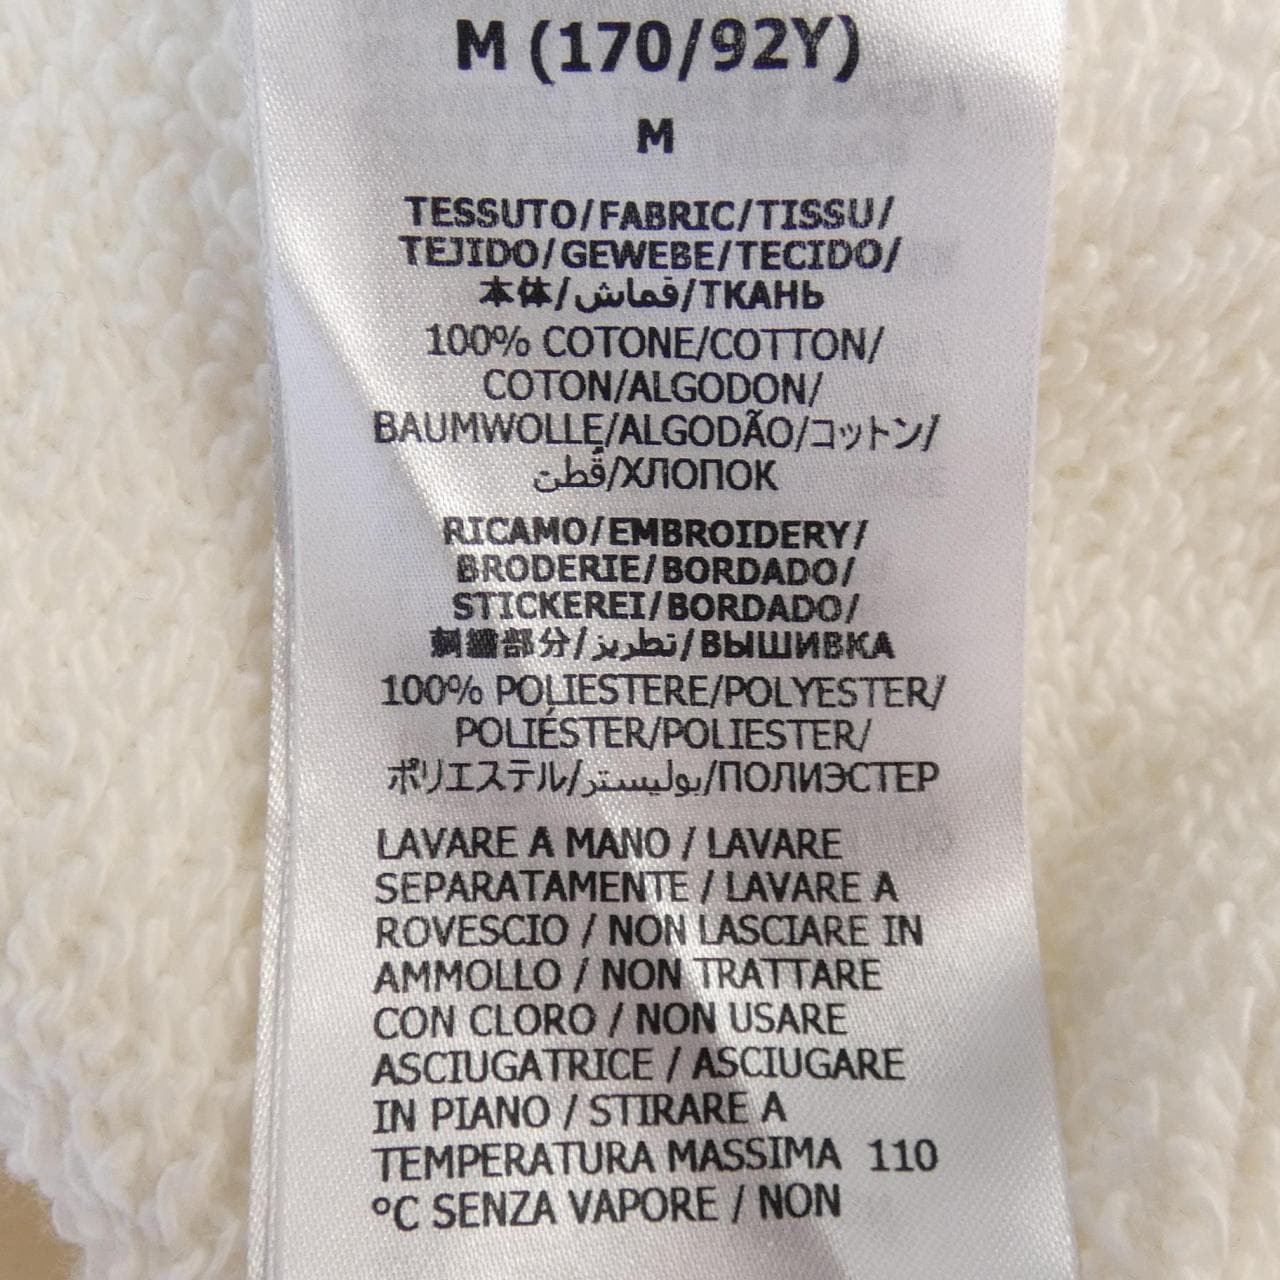 M (170/92Y)
M
TESSUTO/FABRIC/TISSU/
TEJIDO/GEWEBE/TECIDO/
本体/قماش/ТКАНЬ
100% COTONE/COTTON/
COTON/ALGODON/
BAUMWOLLE/ALGODÃO/コットン/
قطن/ХЛОПОК
RICAMO/EMBROIDERY/
BRODERIE/BORDADO/
STICKEREI/BORDADO/
刺繍部分/تطريز/ВЫШИВКА
100% POLIESTERE/POLYESTER/
POLIÉSTER/POLIESTER/
ポリエステル/بوليستر/ПОЛИЭСТЕР
LAVARE A MANO / LAVARE
SEPARATAMENTE / LAVARE A
ROVESCIO / NON LASCIARE IN
AMMOLLO / NON TRATTARE
CON CLORO / NON USARE
ASCIUGATRICE / ASCIUGARE
IN PIANO / STIRARE A
TEMPERATURA MASSIMA 110
°C SENZA VAPORE / NON